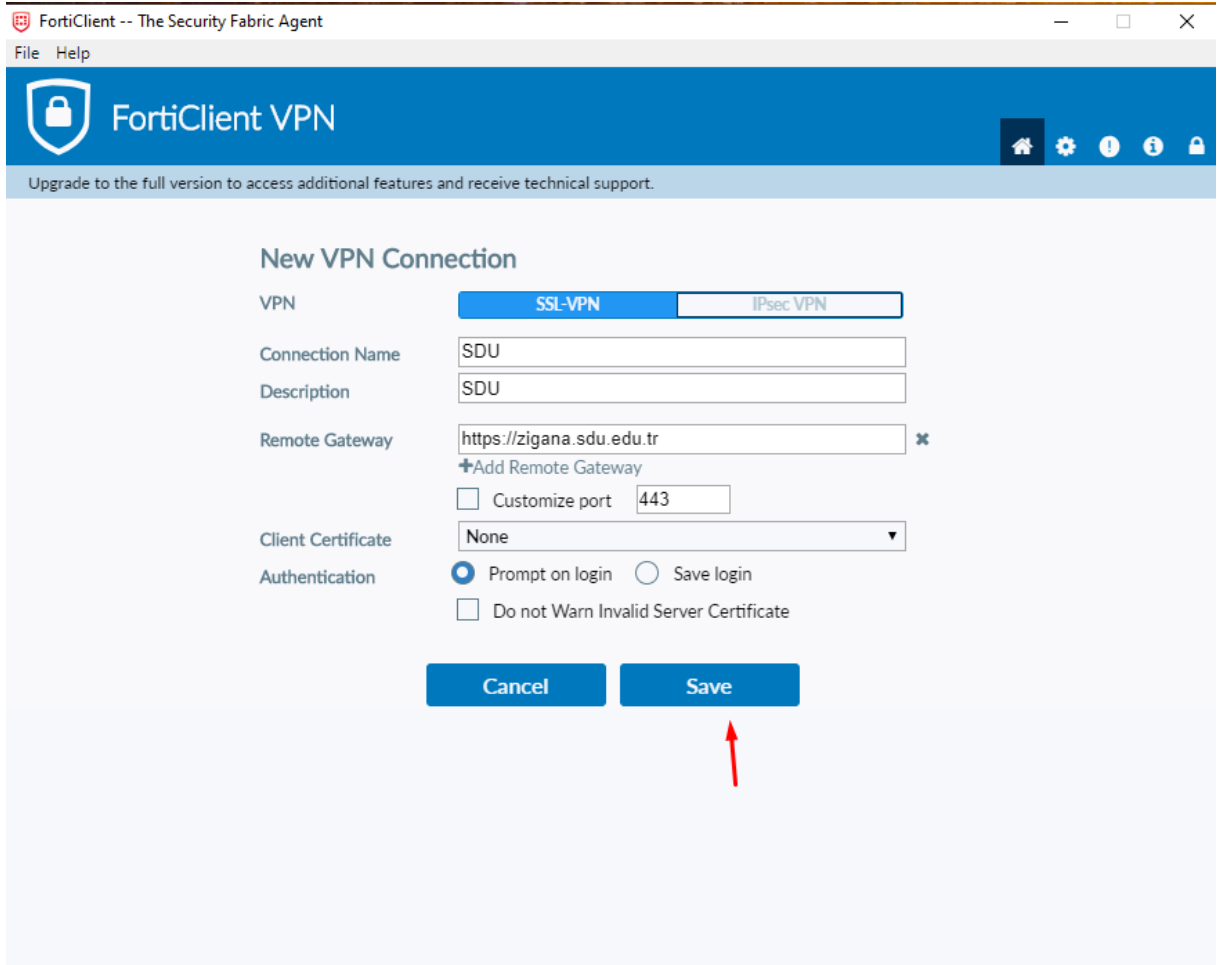 FortiClient -- The Security Fabric Agent
File Help
FortiClient VPN
Upgrade to the full version to access additional features and receive technical support.
New VPN Connection
VPN SSL-VPN IPsec VPN
Connection Name SDU
Description SDU
Remote Gateway https://zigana.sdu.edu.tr
+Add Remote Gateway
Customize port 443
Client Certificate None
Authentication Prompt on login Save login
Do not Warn Invalid Server Certificate
Cancel Save